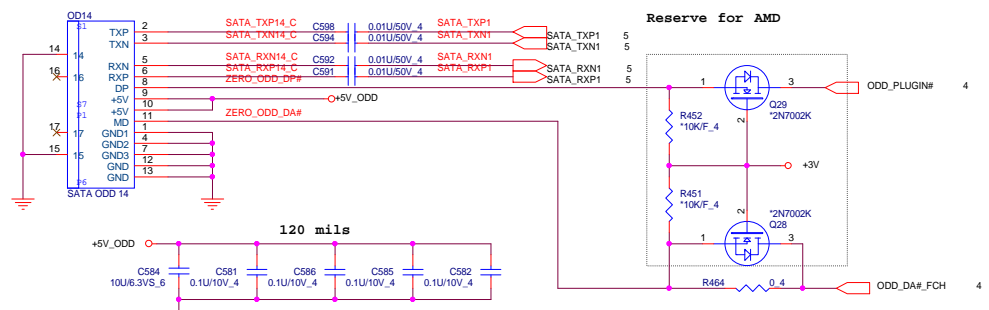 Reserve for AMD
OD14
S1
TXP 2 SATA_TXP14_C C598 0.01U/50V_4 SATA_TXP1 SATA_TXP1 5
TXN 3 SATA_TXN14_C C594 0.01U/50V_4 SATA_TXN1 SATA_TXN1 5
14 14
RXN 5 SATA_RXN14_C C592 0.01U/50V_4 SATA_RXN1 SATA_RXN1 5
16 16 RXP 6 SATA_RXP14_C C591 0.01U/50V_4 SATA_RXP1 SATA_RXP1 5
DP 8 ZERO_ODD_DP#
S7 +5V 9 +5V_ODD
P1 +5V 10
MD 11 ZERO_ODD_DA#
17 17 GND1 1
GND2 4
15 15 GND3 7
GND 12
GND 13
P6
SATA ODD 14
1 3 ODD_PLUGIN# 4
Q29
*2N7002K
2
R452
*10K/F_4
+3V
R451
*10K/F_4
2
*2N7002K
Q28
1 3
R464 0_4 ODD_DA#_FCH 4
120 mils
+5V_ODD
C584 C581 C586 C585 C582
10U/6.3VS_6 0.1U/10V_4 0.1U/10V_4 0.1U/10V_4 0.1U/10V_4